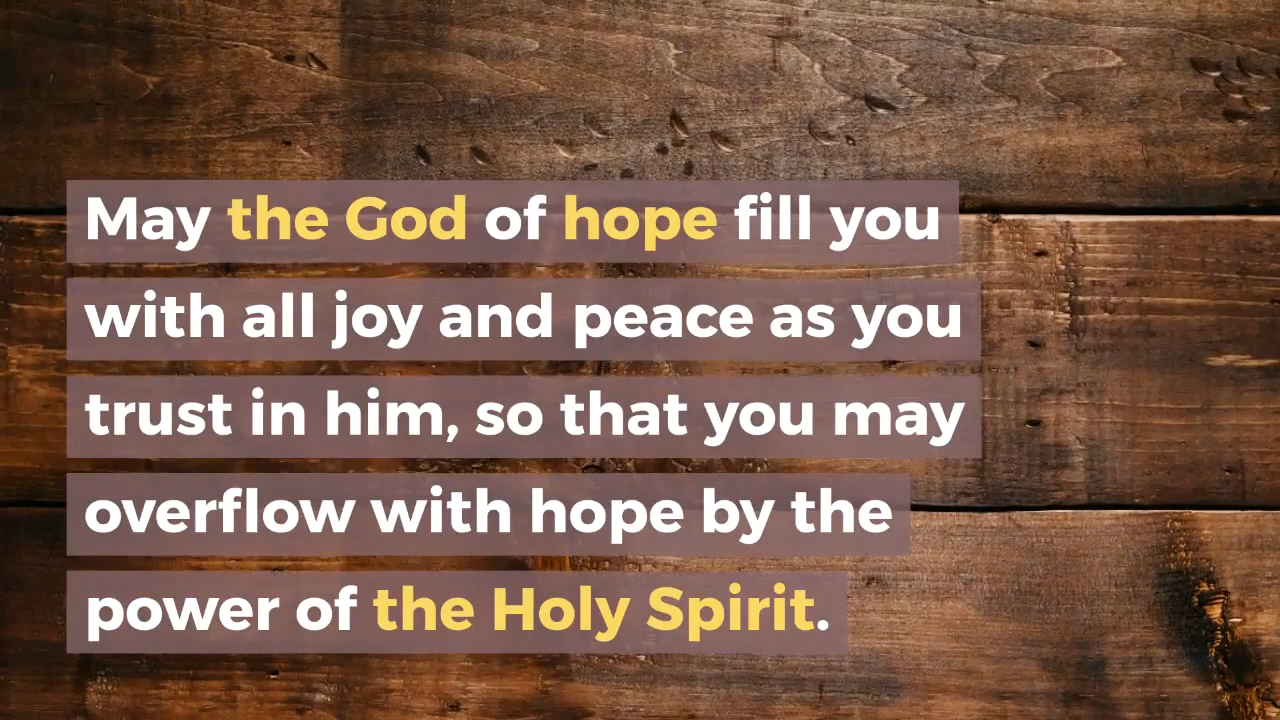 May the God of hope fill you
with all joy and peace as you
trust in him, so that you may
overflow with hope by the
power of the Holy Spirit.